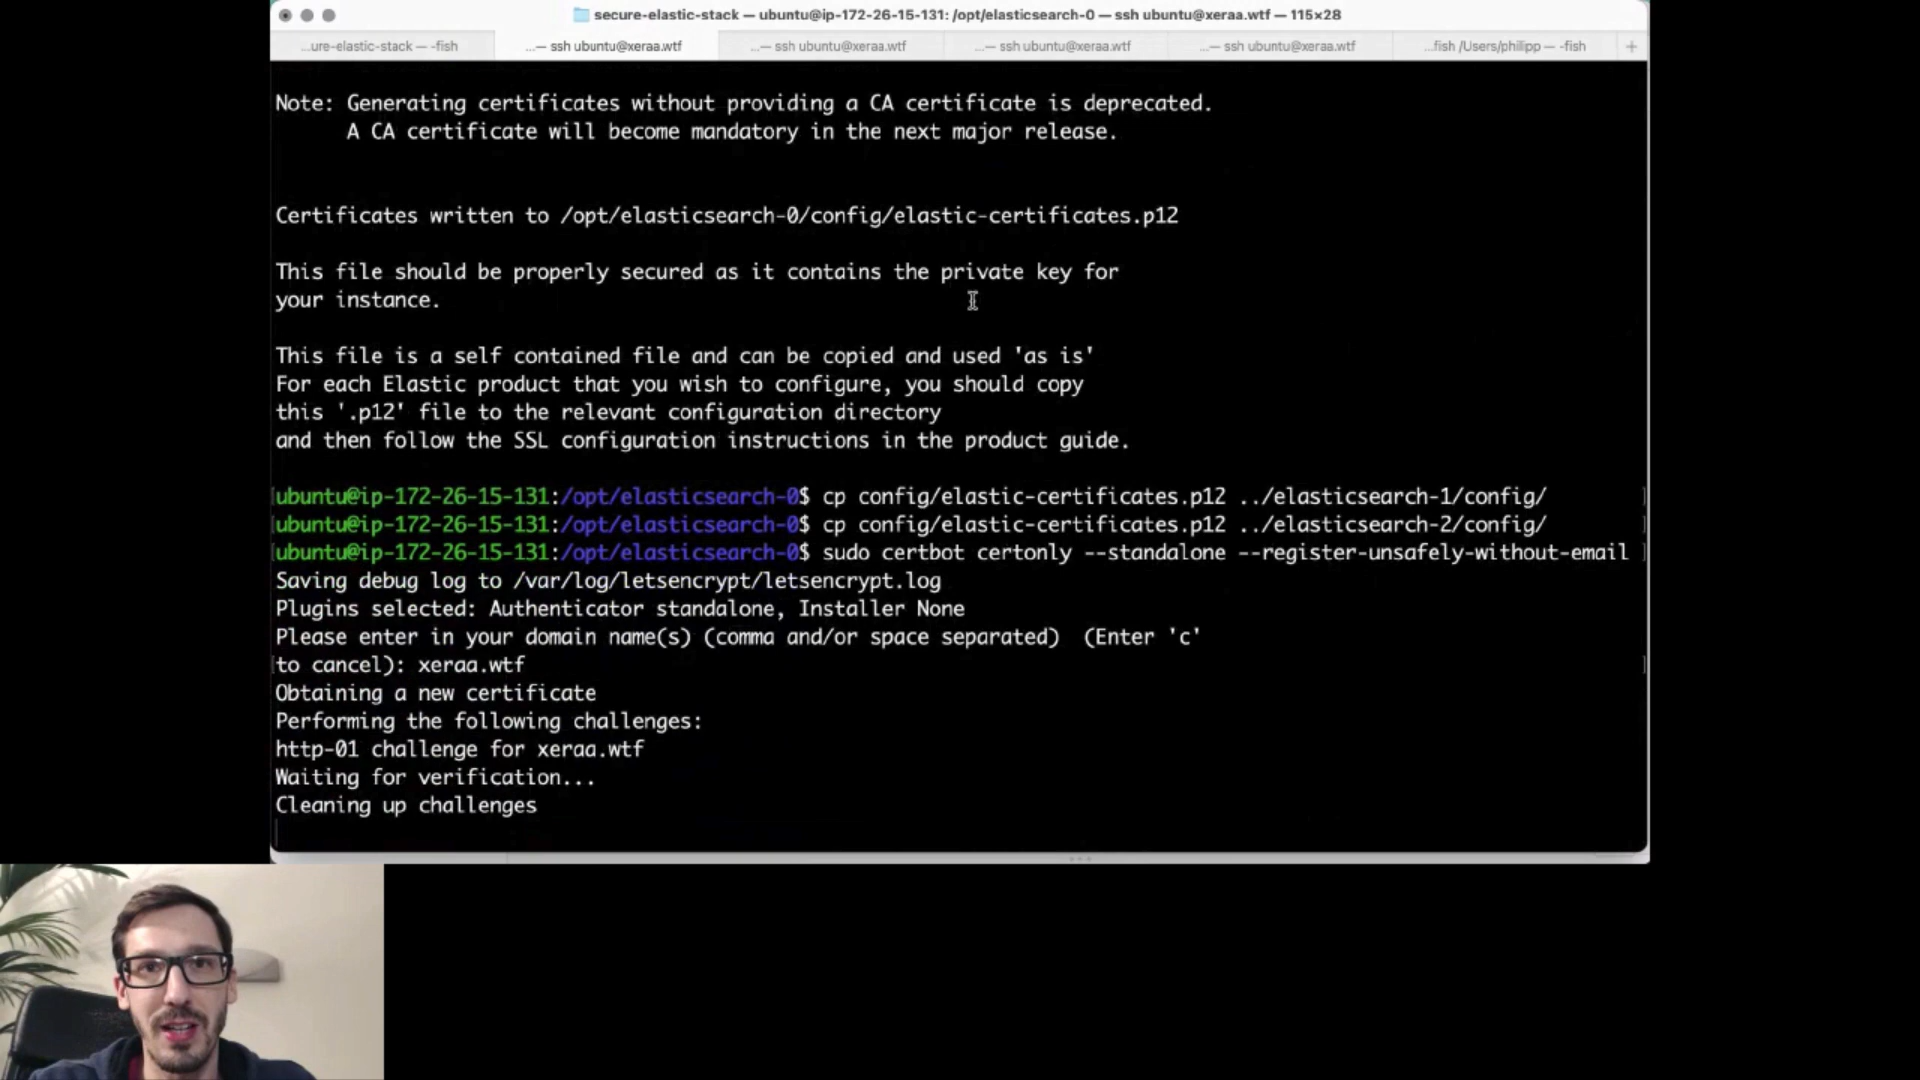 secure-elastic-stack — ubuntu@ip-172-26-15-131: /opt/elasticsearch-0 — ssh ubuntu@xeraa.wtf — 115×28
...ure-elastic-stack — -fish
...— ssh ubuntu@xeraa.wtf
...— ssh ubuntu@xeraa.wtf
...— ssh ubuntu@xeraa.wtf
...— ssh ubuntu@xeraa.wtf
...fish /Users/philipp — -fish
+
Note: Generating certificates without providing a CA certificate is deprecated.
A CA certificate will become mandatory in the next major release.
Certificates written to /opt/elasticsearch-0/config/elastic-certificates.p12
This file should be properly secured as it contains the private key for
your instance.
This file is a self contained file and can be copied and used 'as is'
For each Elastic product that you wish to configure, you should copy
this '.p12' file to the relevant configuration directory
and then follow the SSL configuration instructions in the product guide.
ubuntu@ip-172-26-15-131:/opt/elasticsearch-0$ cp config/elastic-certificates.p12 ../elasticsearch-1/config/
ubuntu@ip-172-26-15-131:/opt/elasticsearch-0$ cp config/elastic-certificates.p12 ../elasticsearch-2/config/
ubuntu@ip-172-26-15-131:/opt/elasticsearch-0$ sudo certbot certonly --standalone --register-unsafely-without-email
Saving debug log to /var/log/letsencrypt/letsencrypt.log
Plugins selected: Authenticator standalone, Installer None
Please enter in your domain name(s) (comma and/or space separated)  (Enter 'c'
to cancel): xeraa.wtf
Obtaining a new certificate
Performing the following challenges:
http-01 challenge for xeraa.wtf
Waiting for verification...
Cleaning up challenges